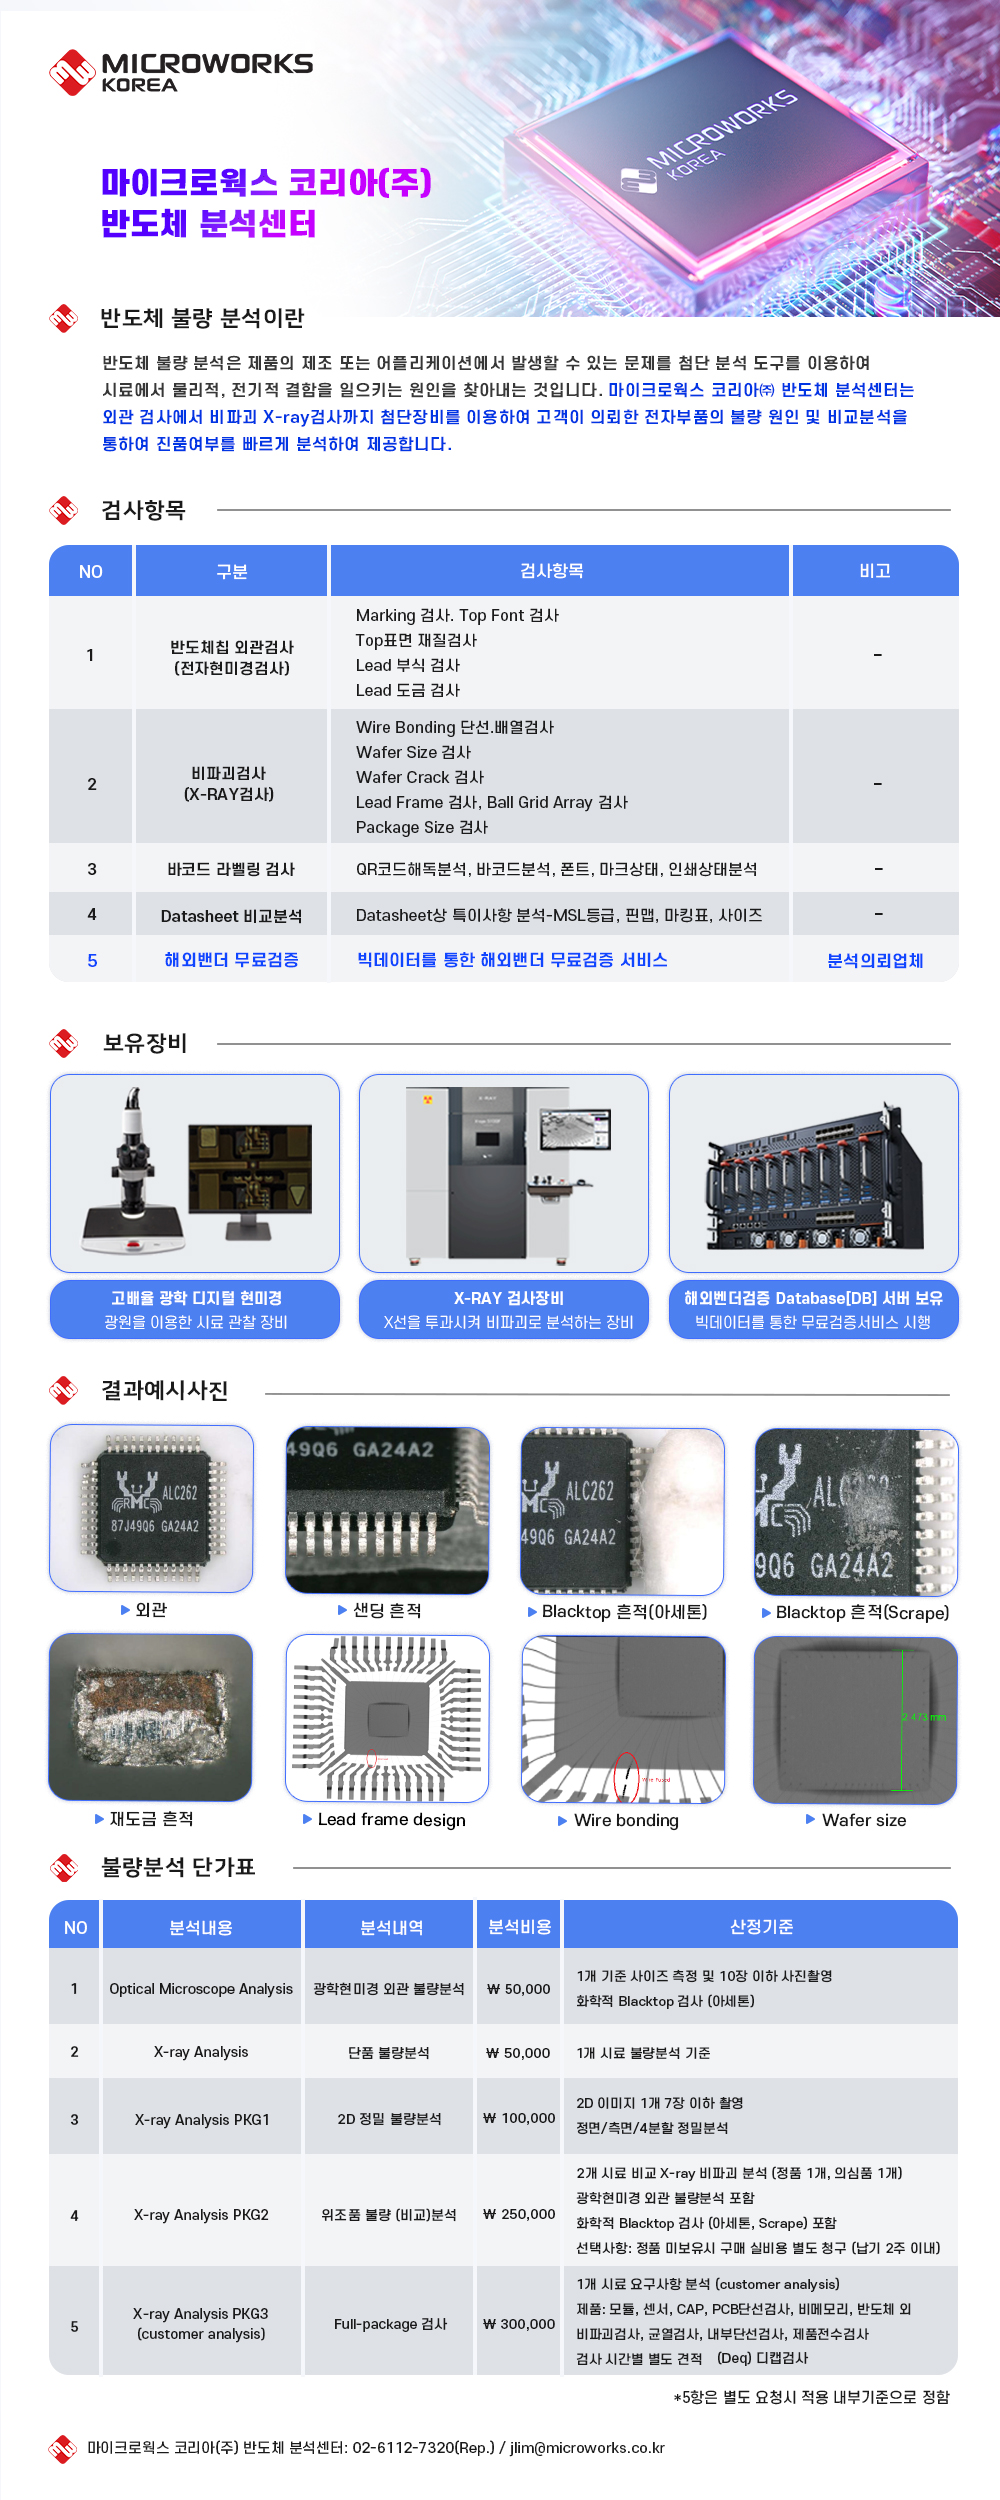 MICROWORKS
KOREA
MICROWORKS
KOREA
마이크로웍스 코리아(주)
반도체 분석센터
반도체 불량 분석이란
반도체 불량 분석은 제품의 제조 또는 어플리케이션에서 발생할 수 있는 문제를 첨단 분석 도구를 이용하여
시료에서 물리적, 전기적 결함을 일으키는 원인을 찾아내는 것입니다. 마이크로웍스 코리아㈜ 반도체 분석센터는
외관 검사에서 비파괴 X-ray검사까지 첨단장비를 이용하여 고객이 의뢰한 전자부품의 불량 원인 및 비교분석을
통하여 진품여부를 빠르게 분석하여 제공합니다.
검사항목
NO 구분 검사항목 비고
1 반도체칩 외관검사 (전자현미경검사) -
Marking 검사. Top Font 검사
Top표면 재질검사
Lead 부식 검사
Lead 도금 검사
2 비파괴검사 (X-RAY검사) -
Wire Bonding 단선.배열검사
Wafer Size 검사
Wafer Crack 검사
Lead Frame 검사, Ball Grid Array 검사
Package Size 검사
3 바코드 라벨링 검사 QR코드해독분석, 바코드분석, 폰트, 마크상태, 인쇄상태분석 -
4 Datasheet 비교분석 Datasheet상 특이사항 분석-MSL등급, 핀맵, 마킹표, 사이즈 -
5 해외밴더 무료검증 빅데이터를 통한 해외밴더 무료검증 서비스 분석의뢰업체
보유장비
X-RAY
고배율 광학 디지털 현미경
광원을 이용한 시료 관찰 장비
X-RAY 검사장비
X선을 투과시켜 비파괴로 분석하는 장비
해외벤더검증 Database[DB] 서버 보유
빅데이터를 통한 무료검증서비스 시행
결과예시사진
ALC262
87J49Q6 GA24A2
49Q6 GA24A2
ALC262
49Q6 GA24A2
9Q6 GA24A2
▶ 외관
▶ 샌딩 흔적
▶ Blacktop 흔적(아세톤)
▶ Blacktop 흔적(Scrape)
Wire Fused
2.473 mm
▶ 재도금 흔적
▶ Lead frame design
▶ Wire bonding
▶ Wafer size
불량분석 단가표
NO 분석내용 분석내역 분석비용 산정기준
1 Optical Microscope Analysis 광학현미경 외관 불량분석 ₩ 50,000
1개 기준 사이즈 측정 및 10장 이하 사진촬영
화학적 Blacktop 검사 (아세톤)
2 X-ray Analysis 단품 불량분석 ₩ 50,000 1개 시료 불량분석 기준
3 X-ray Analysis PKG1 2D 정밀 불량분석 ₩ 100,000
2D 이미지 1개 7장 이하 촬영
정면/측면/4분할 정밀분석
4 X-ray Analysis PKG2 위조품 불량 (비교)분석 ₩ 250,000
2개 시료 비교 X-ray 비파괴 분석 (정품 1개, 의심품 1개)
광학현미경 외관 불량분석 포함
화학적 Blacktop 검사 (아세톤, Scrape) 포함
선택사항: 정품 미보유시 구매 실비용 별도 청구 (납기 2주 이내)
5 X-ray Analysis PKG3 (customer analysis) Full-package 검사 ₩ 300,000
1개 시료 요구사항 분석 (customer analysis)
제품: 모듈, 센서, CAP, PCB단선검사, 비메모리, 반도체 외
비파괴검사, 균열검사, 내부단선검사, 제품전수검사
검사 시간별 별도 견적 (Deq) 디캡검사
*5항은 별도 요청시 적용 내부기준으로 정함
마이크로웍스 코리아(주) 반도체 분석센터: 02-6112-7320(Rep.) / jlim@microworks.co.kr